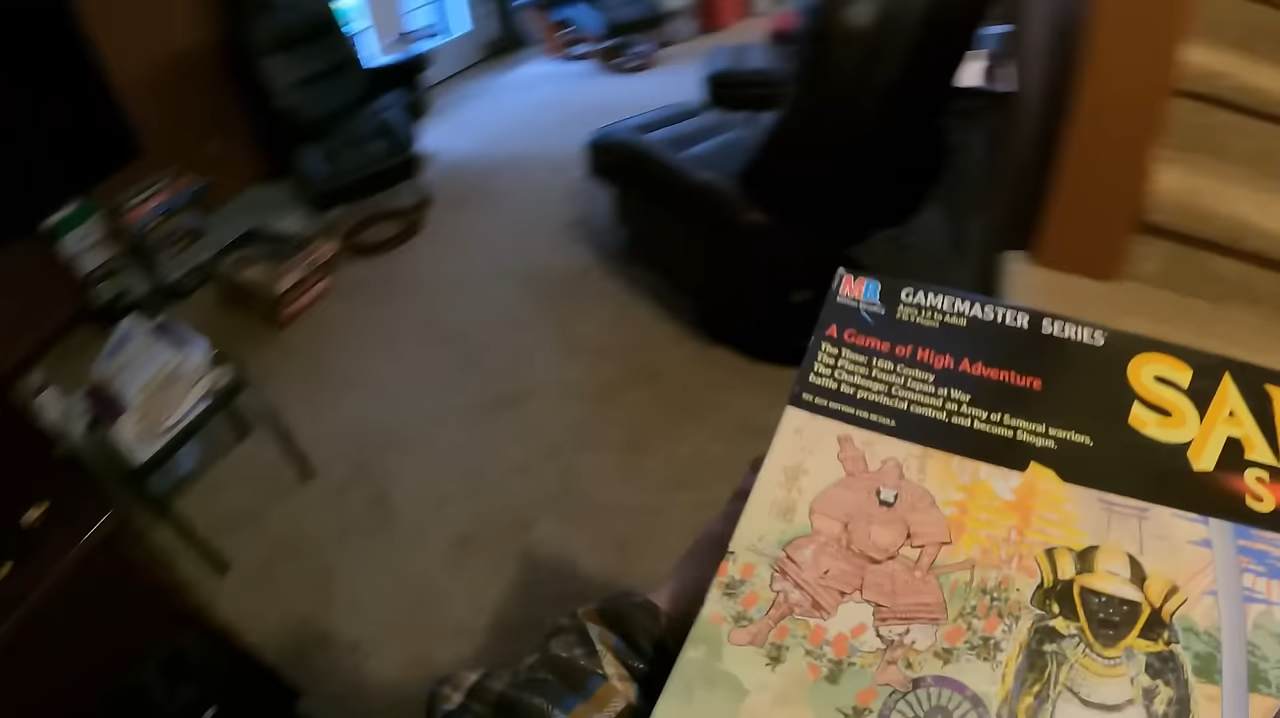 MB
GAMEMASTER SERIES
Ages 12 to Adult
A Game of High Adventure
The Time: 16th Century
The Place: Feudal Japan at War
The Challenge: Command an Army of Samurai warriors,
battle for provincial control, and become Shogun.
SA
S